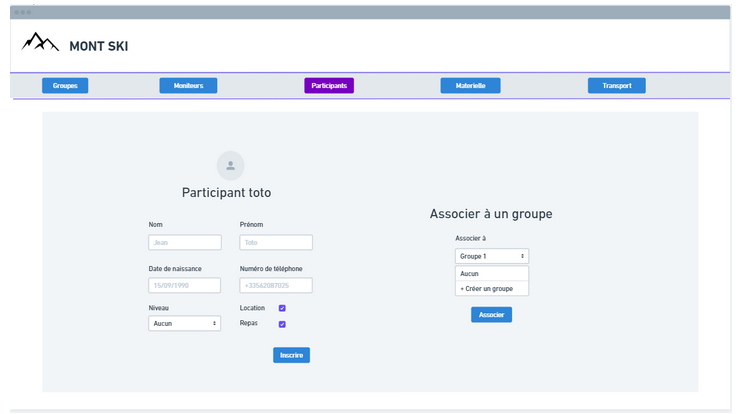 MONT SKI
Groupes Moniteurs Participants Materielle Transport
Participant toto
Nom Prénom
Jean Toto
Date de naissance Numéro de téléphone
15/09/1990 +33562087025
Niveau Location
Aucun Repas
Inscrire
Associer à un groupe
Associer à
Groupe 1
Aucun
+ Créer un groupe
Associer